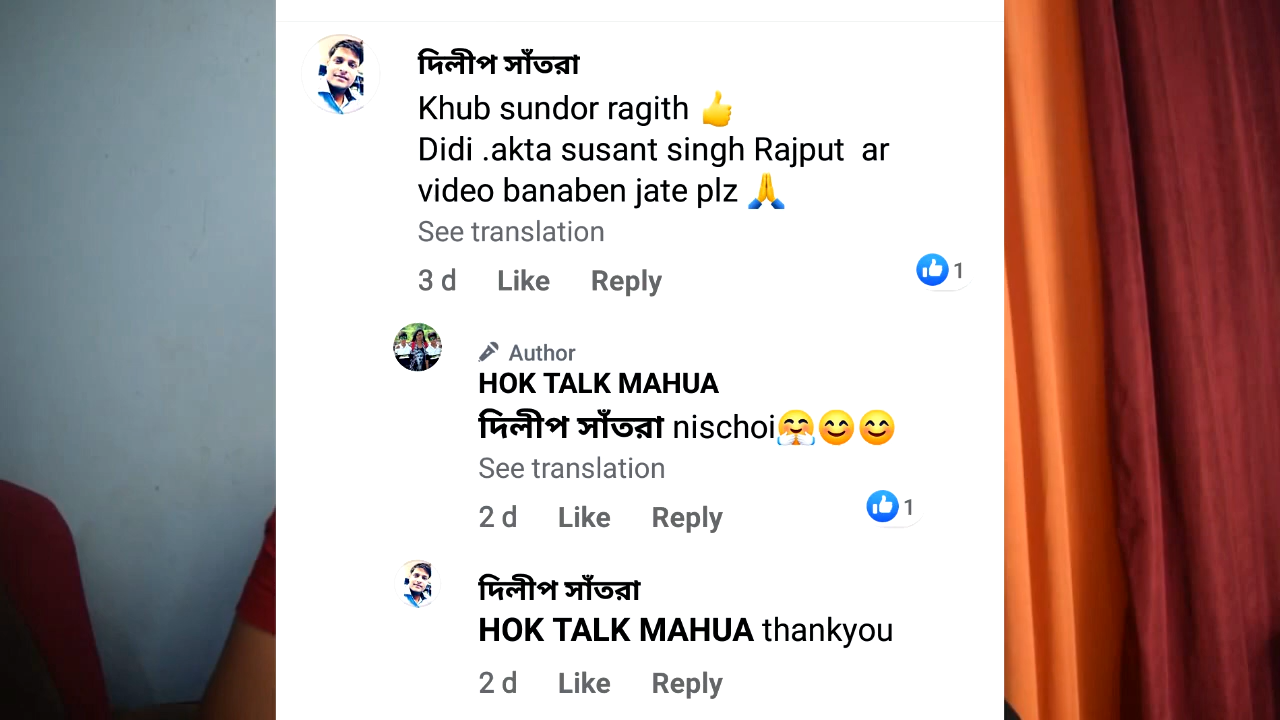 দিলীপ সাঁতরা
Khub sundor ragith 👍
Didi .akta susant singh Rajput ar
video banaben jate plz 🙏
See translation
3 d Like Reply 1
Author
HOK TALK MAHUA
দিলীপ সাঁতরা nischoi🤗😊😊
See translation
2 d Like Reply 1
দিলীপ সাঁতরা
HOK TALK MAHUA thankyou
2 d Like Reply